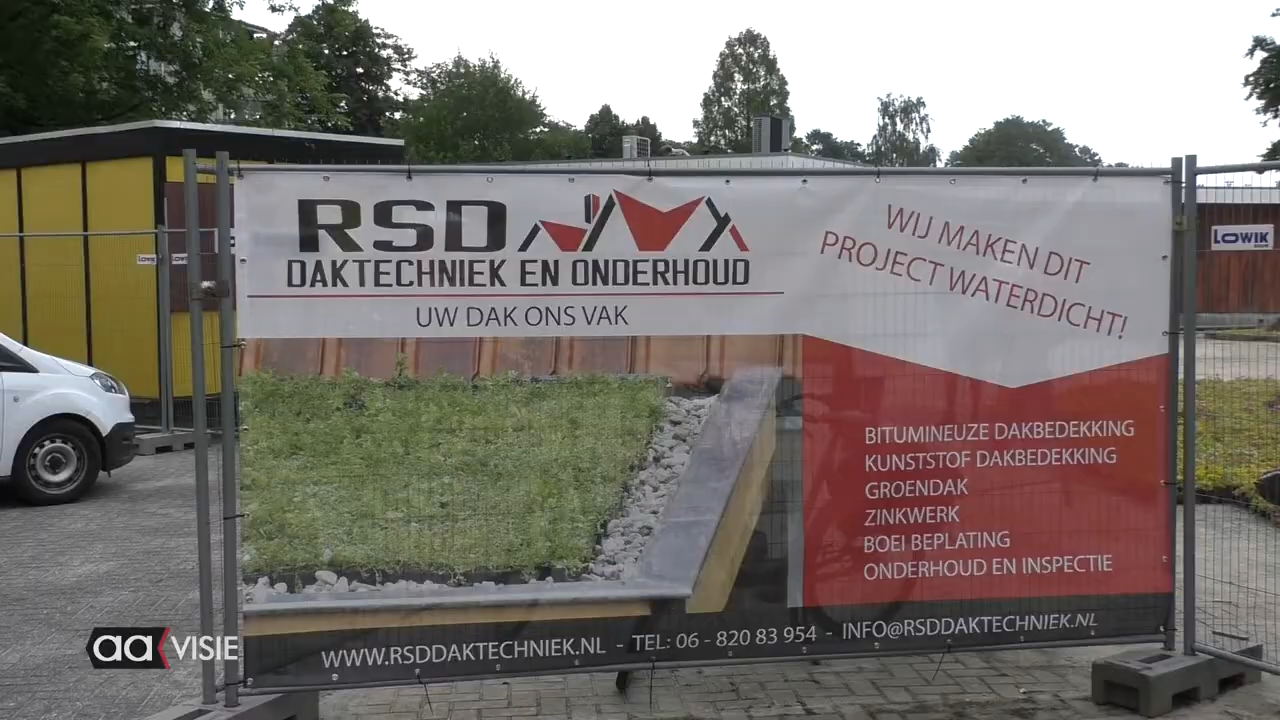 RSD
DAKTECHNIEK EN ONDERHOUD
UW DAK ONS VAK
WIJ MAKEN DIT
PROJECT WATERDICHT!
LOWIK
BITUMINEUZE DAKBEDEKKING
KUNSTSTOF DAKBEDEKKING
GROENDAK
ZINKWERK
BOEI BEPLATING
ONDERHOUD EN INSPECTIE
WWW.RSDDAKTECHNIEK.NL - TEL: 06 - 820 83 954 - INFO@RSDDAKTECHNIEK.NL
aa VISIE